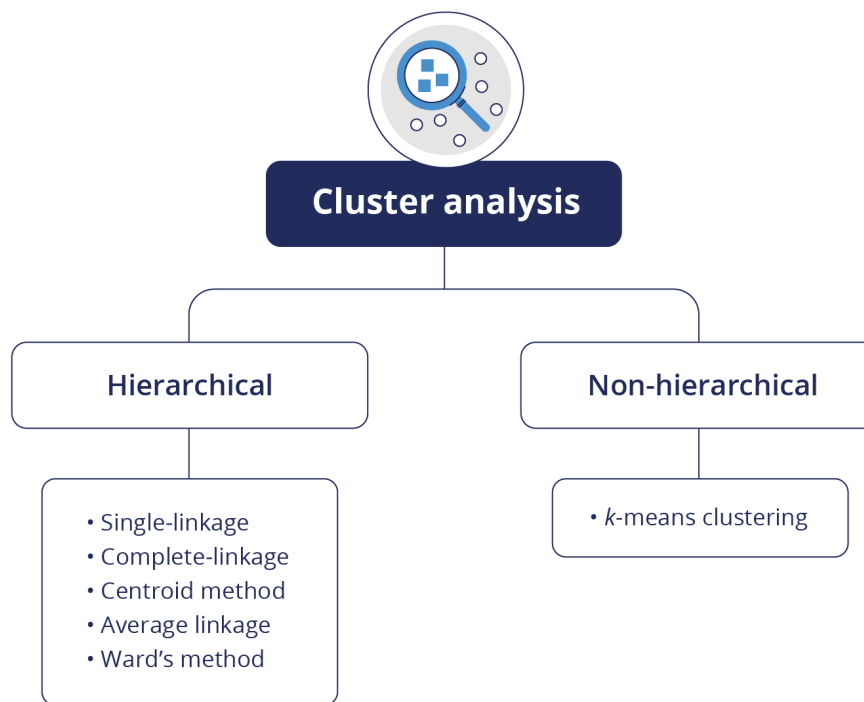 Cluster analysis
Hierarchical
Non-hierarchical
• Single-linkage
• Complete-linkage
• Centroid method
• Average linkage
• Ward’s method
• k-means clustering